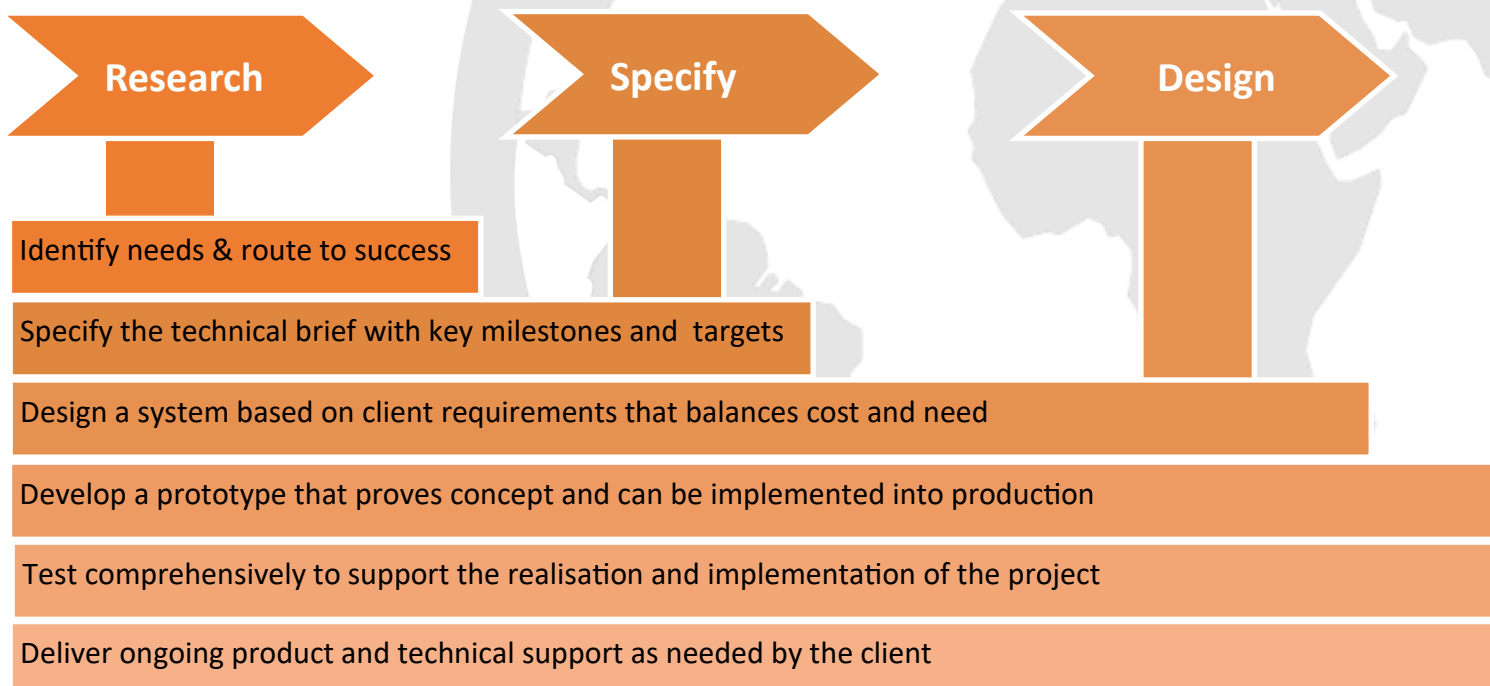 Research
Specify
Design
Identify needs & route to success
Specify the technical brief with key milestones and  targets
Design a system based on client requirements that balances cost and need
Develop a prototype that proves concept and can be implemented into production
Test comprehensively to support the realisation and implementation of the project
Deliver ongoing product and technical support as needed by the client